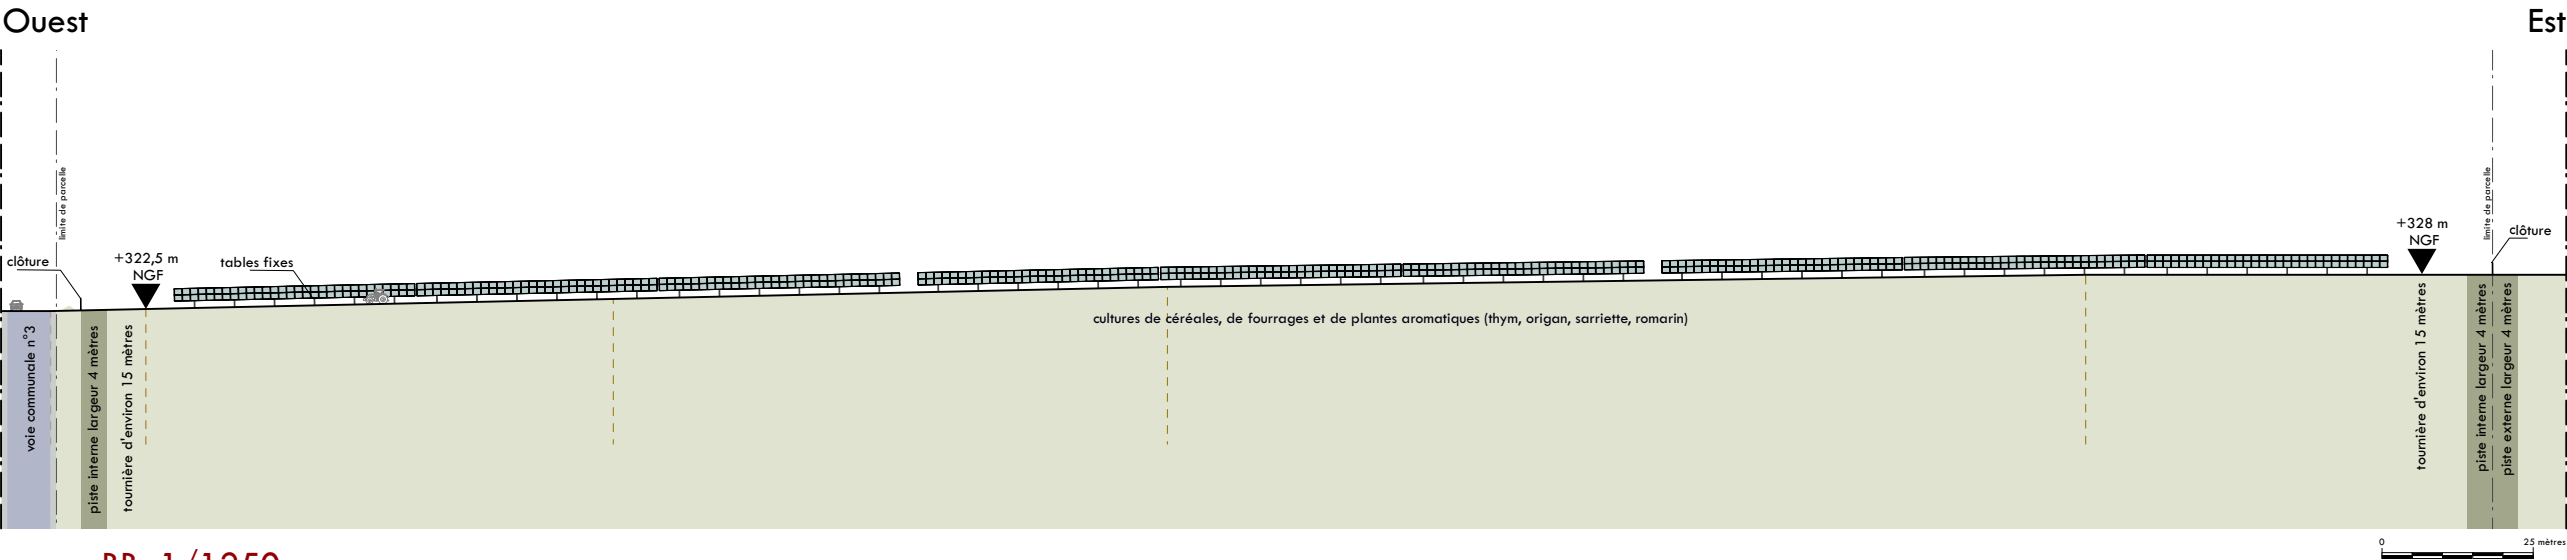 Ouest
Est
limite de parcelle
limite de parcelle
clôture
+322,5 m
NGF
tables fixes
+328 m
NGF
clôture
cultures de céréales, de fourrages et de plantes aromatiques (thym, origan, sarriette, romarin)
voie communale n°3
piste interne largeur 4 mètres
tournière d'environ 15 mètres
tournière d'environ 15 mètres
piste interne largeur 4 mètres
piste externe largeur 4 mètres
0
25 mètres